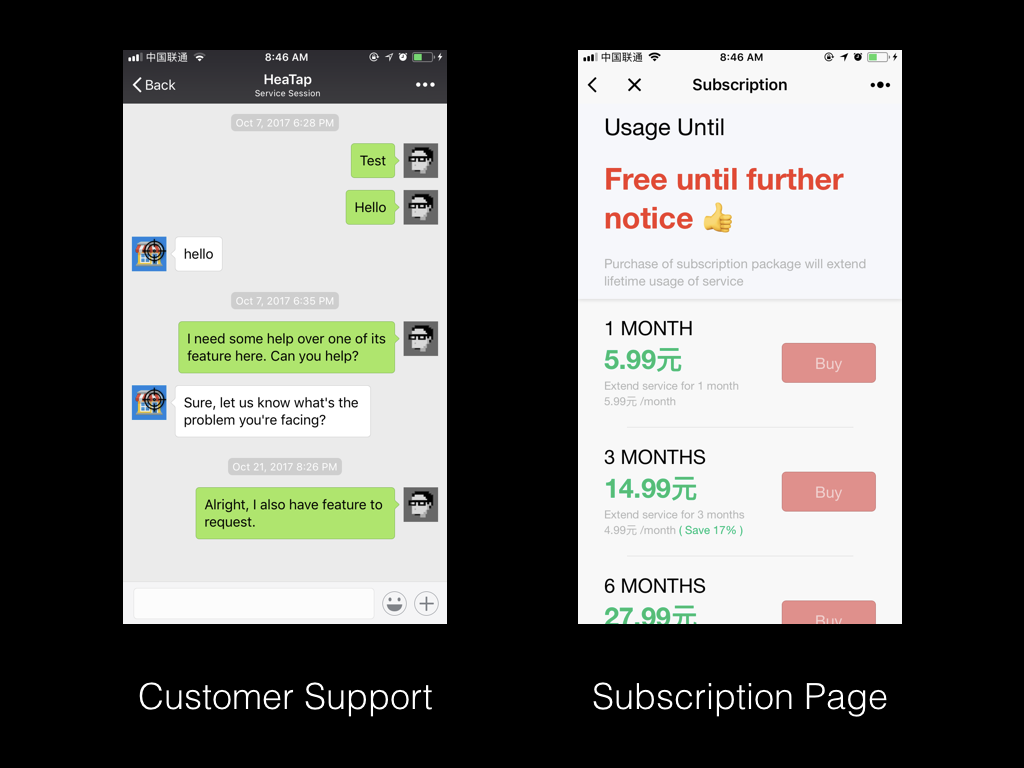 中国联通
8:46 AM
Back
HeaTap
Service Session
Oct 7, 2017 6:28 PM
Test
Hello
hello
Oct 7, 2017 6:35 PM
I need some help over one of its
feature here. Can you help?
Sure, let us know what's the
problem you're facing?
Oct 21, 2017 8:26 PM
Alright, I also have feature to
request.
Customer Support
中国联通
8:46 AM
Subscription
Usage Until
Free until further
notice 👍
Purchase of subscription package will extend
lifetime usage of service
1 MONTH
5.99元
Buy
Extend service for 1 month
5.99元 /month
3 MONTHS
14.99元
Buy
Extend service for 3 months
4.99元 /month ( Save 17% )
6 MONTHS
27.99元
Buy
Subscription Page